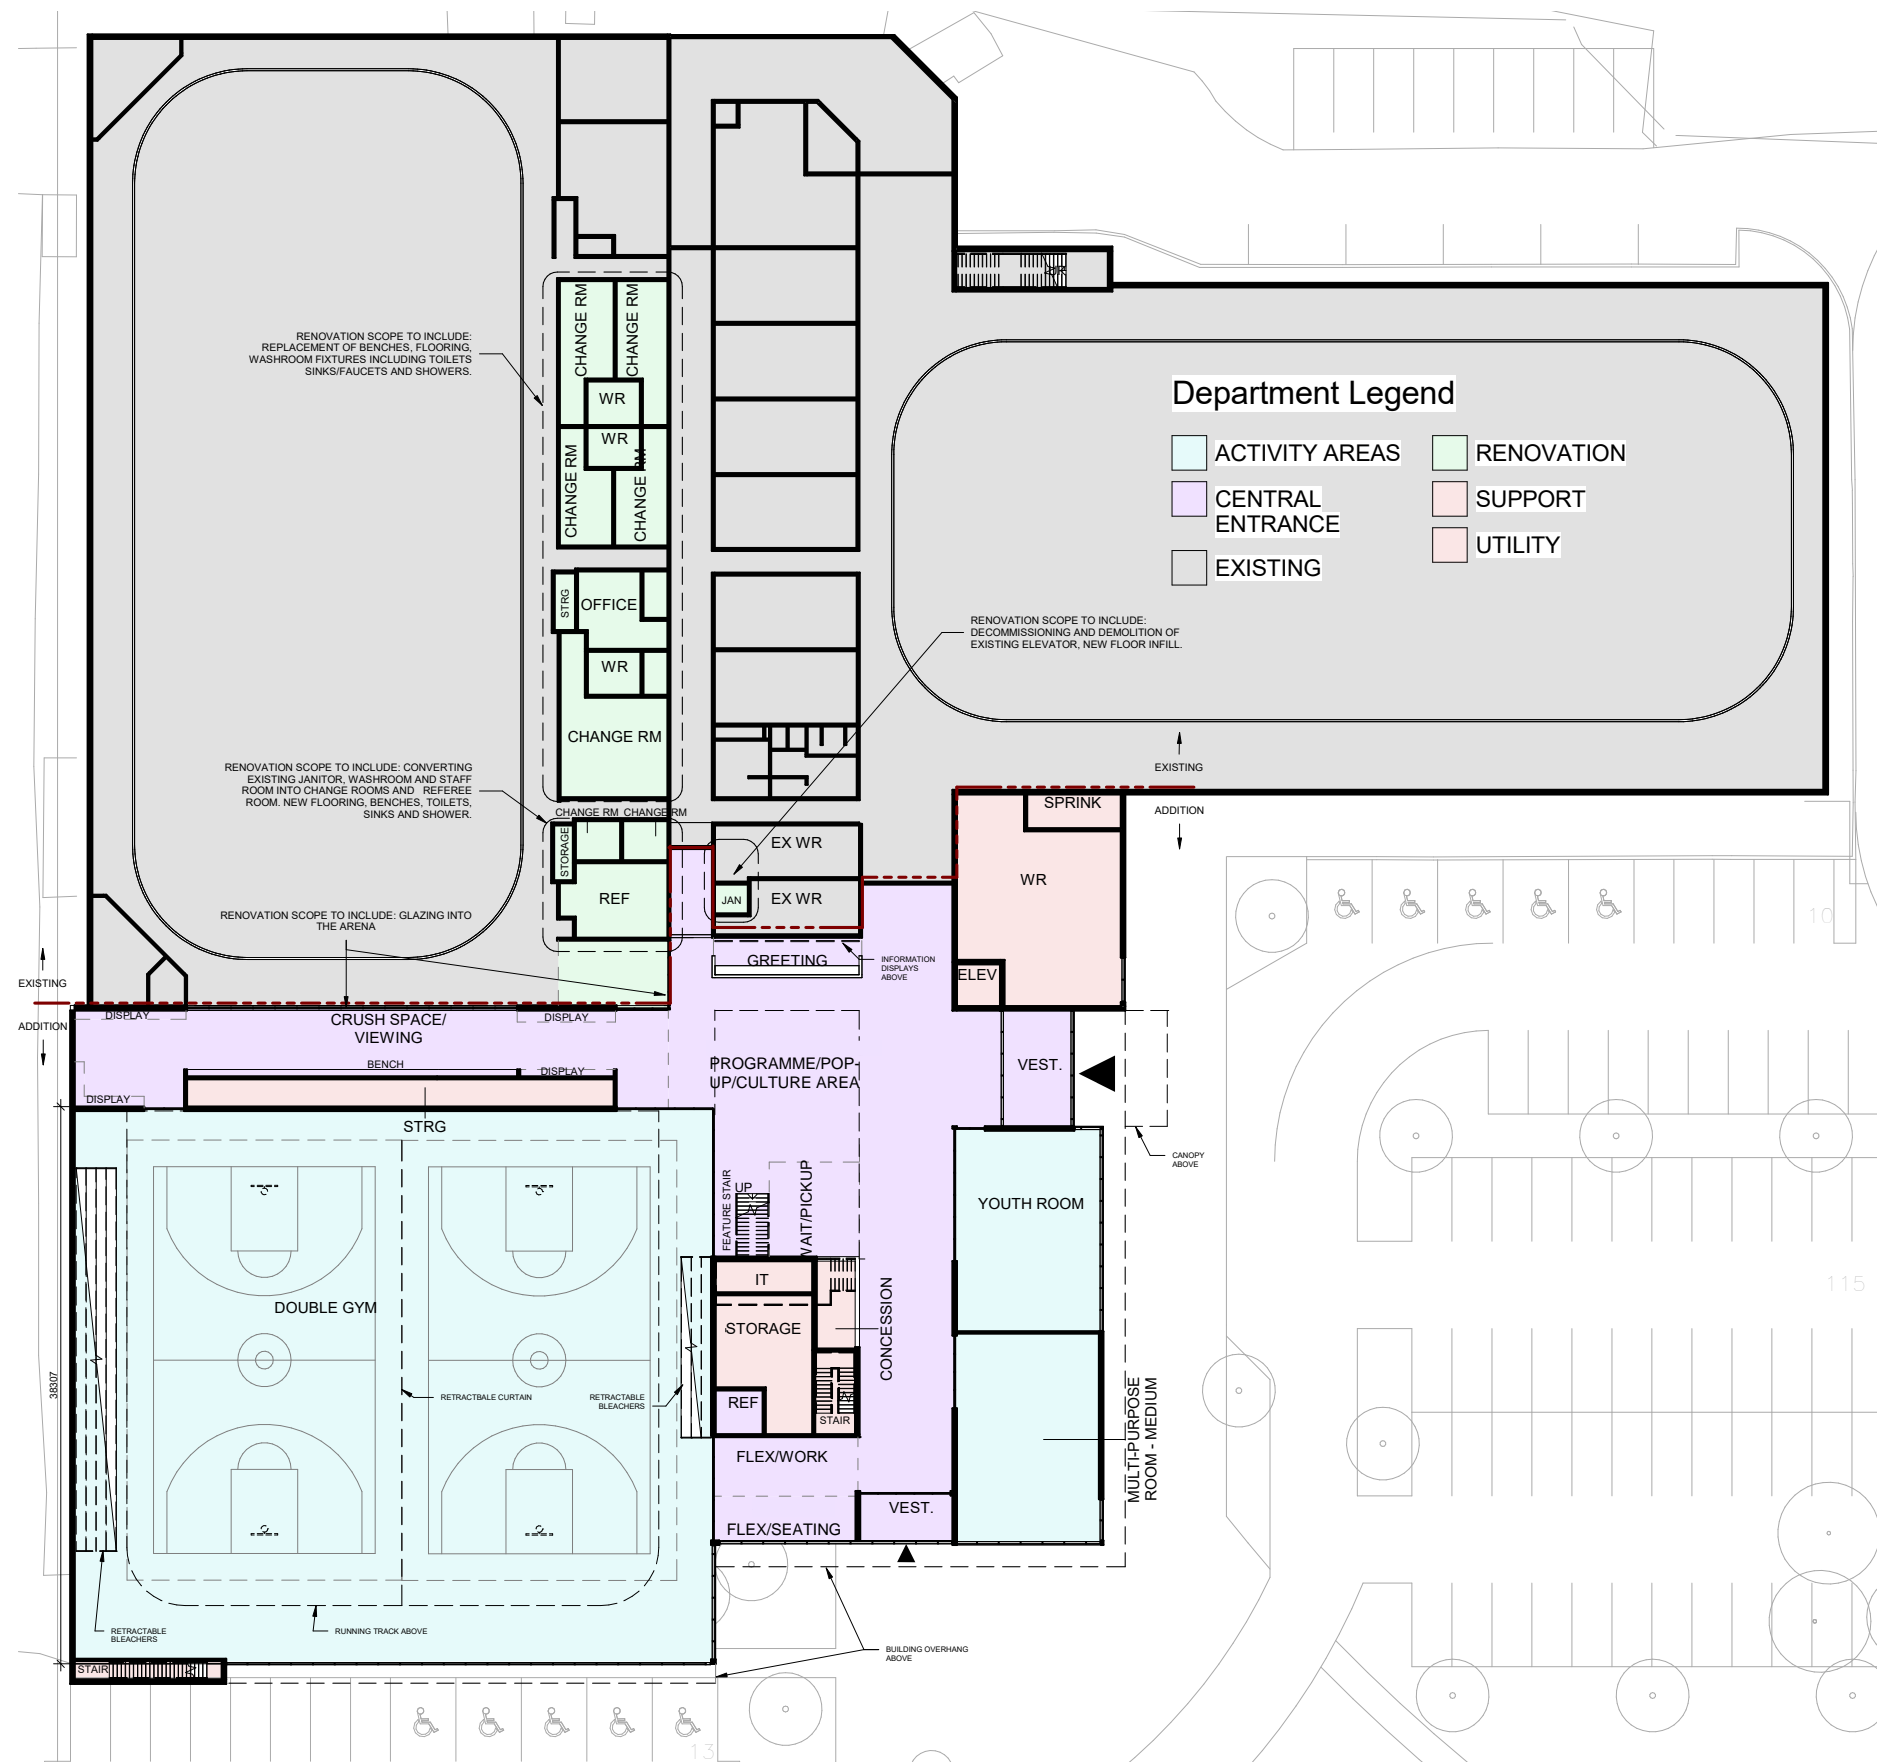 RENOVATION SCOPE TO INCLUDE:
REPLACEMENT OF BENCHES, FLOORING,
WASHROOM FIXTURES INCLUDING TOILETS
SINKS/FAUCETS AND SHOWERS.
CHANGE RM
CHANGE RM
WR
WR
CHANGE RM
CHANGE RM
UP
Department Legend
ACTIVITY AREAS
CENTRAL
ENTRANCE
EXISTING
RENOVATION
SUPPORT
UTILITY
STRG
OFFICE
WR
CHANGE RM
RENOVATION SCOPE TO INCLUDE:
DECOMMISSIONING AND DEMOLITION OF
EXISTING ELEVATOR, NEW FLOOR INFILL.
RENOVATION SCOPE TO INCLUDE: CONVERTING
EXISTING JANITOR, WASHROOM AND STAFF
ROOM INTO CHANGE ROOMS AND REFEREE
ROOM. NEW FLOORING, BENCHES, TOILETS,
SINKS AND SHOWER.
EXISTING
ADDITION
CHANGE RM
CHANGE RM
STORAGE
REF
EX WR
JAN
EX WR
SPRINK
WR
ELEV
RENOVATION SCOPE TO INCLUDE: GLAZING INTO
THE ARENA
GREETING
INFORMATION
DISPLAYS
ABOVE
10
EXISTING
ADDITION
DISPLAY
CRUSH SPACE/
VIEWING
DISPLAY
BENCH
DISPLAY
DISPLAY
STRG
PROGRAMME/POP-
UP/CULTURE AREA
VEST.
CANOPY
ABOVE
FEATURE STAIR
UP
WAIT/PICKUP
YOUTH ROOM
IT
STORAGE
CONCESSION
REF
STAIR
DOUBLE GYM
RETRACTBALE CURTAIN
RETRACTABLE
BLEACHERS
38307
115
MULTI-PURPOSE
ROOM - MEDIUM
FLEX/WORK
VEST.
FLEX/SEATING
RETRACTABLE
BLEACHERS
RUNNING TRACK ABOVE
BUILDING OVERHANG
ABOVE
STAIR
13